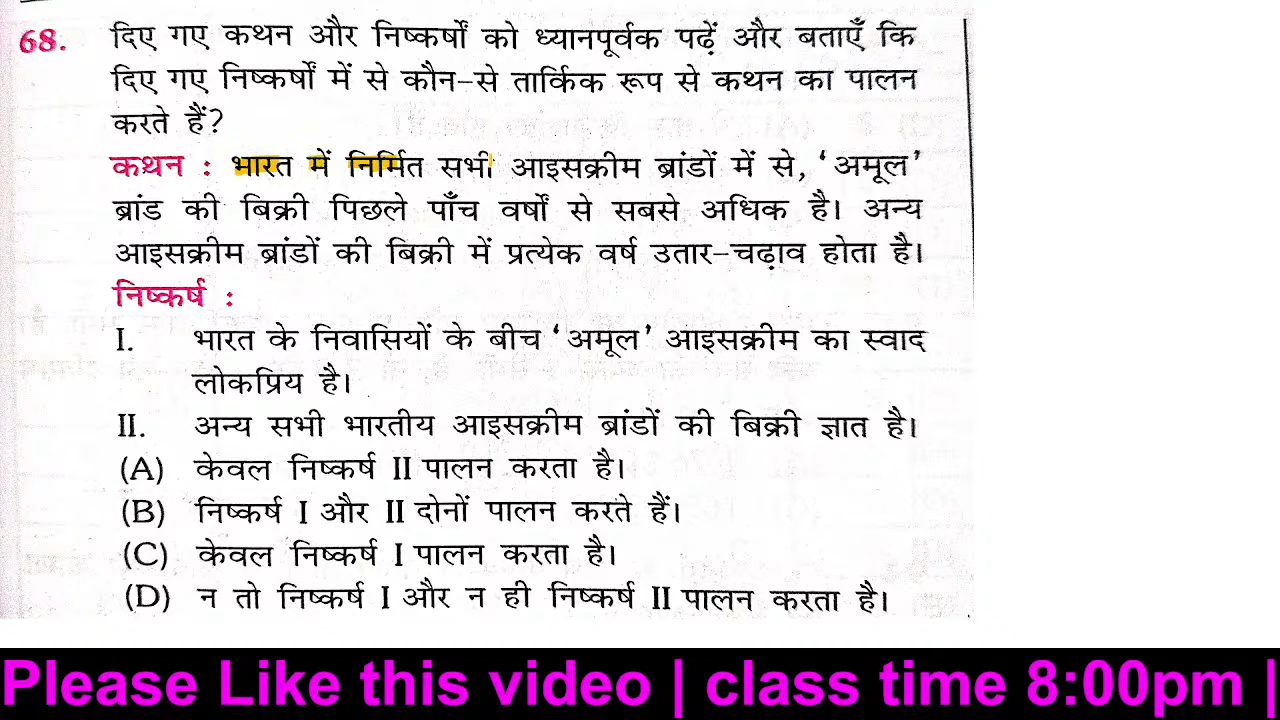 68. दिए गए कथन और निष्कर्षों को ध्यानपूर्वक पढ़ें और बताएँ कि
दिए गए निष्कर्षों में से कौन-से तार्किक रूप से कथन का पालन
करते हैं?
कथन : भारत में निर्मित सभी आइसक्रीम ब्रांडों में से, ‘अमूल’
ब्रांड की बिक्री पिछले पाँच वर्षों से सबसे अधिक है। अन्य
आइसक्रीम ब्रांडों की बिक्री में प्रत्येक वर्ष उतार-चढ़ाव होता है।
निष्कर्ष :
I. भारत के निवासियों के बीच ‘अमूल’ आइसक्रीम का स्वाद
लोकप्रिय है।
II. अन्य सभी भारतीय आइसक्रीम ब्रांडों की बिक्री ज्ञात है।
(A) केवल निष्कर्ष II पालन करता है।
(B) निष्कर्ष I और II दोनों पालन करते हैं।
(C) केवल निष्कर्ष I पालन करता है।
(D) न तो निष्कर्ष I और न ही निष्कर्ष II पालन करता है।
Please Like this video | class time 8:00pm |